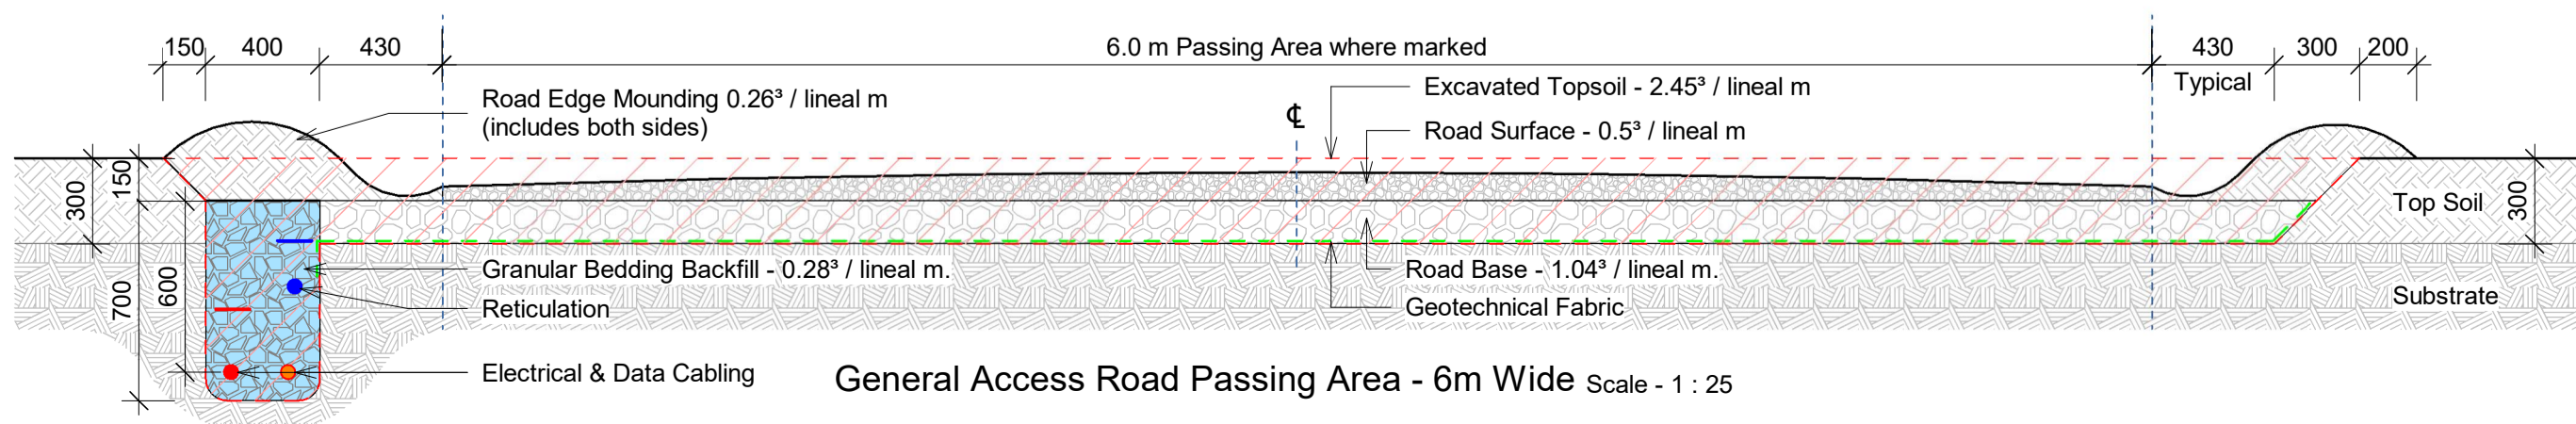 150 400 430 6.0 m Passing Area where marked 430 300 200
Typical
Road Edge Mounding 0.26³ / lineal m
(includes both sides)
Excavated Topsoil - 2.45³ / lineal m
℄
Road Surface - 0.5³ / lineal m
300
150
700
600
Top Soil
300
Granular Bedding Backfill - 0.28³ / lineal m.
Road Base - 1.04³ / lineal m.
Reticulation
Geotechnical Fabric
Substrate
Electrical & Data Cabling
General Access Road Passing Area - 6m Wide Scale - 1 : 25